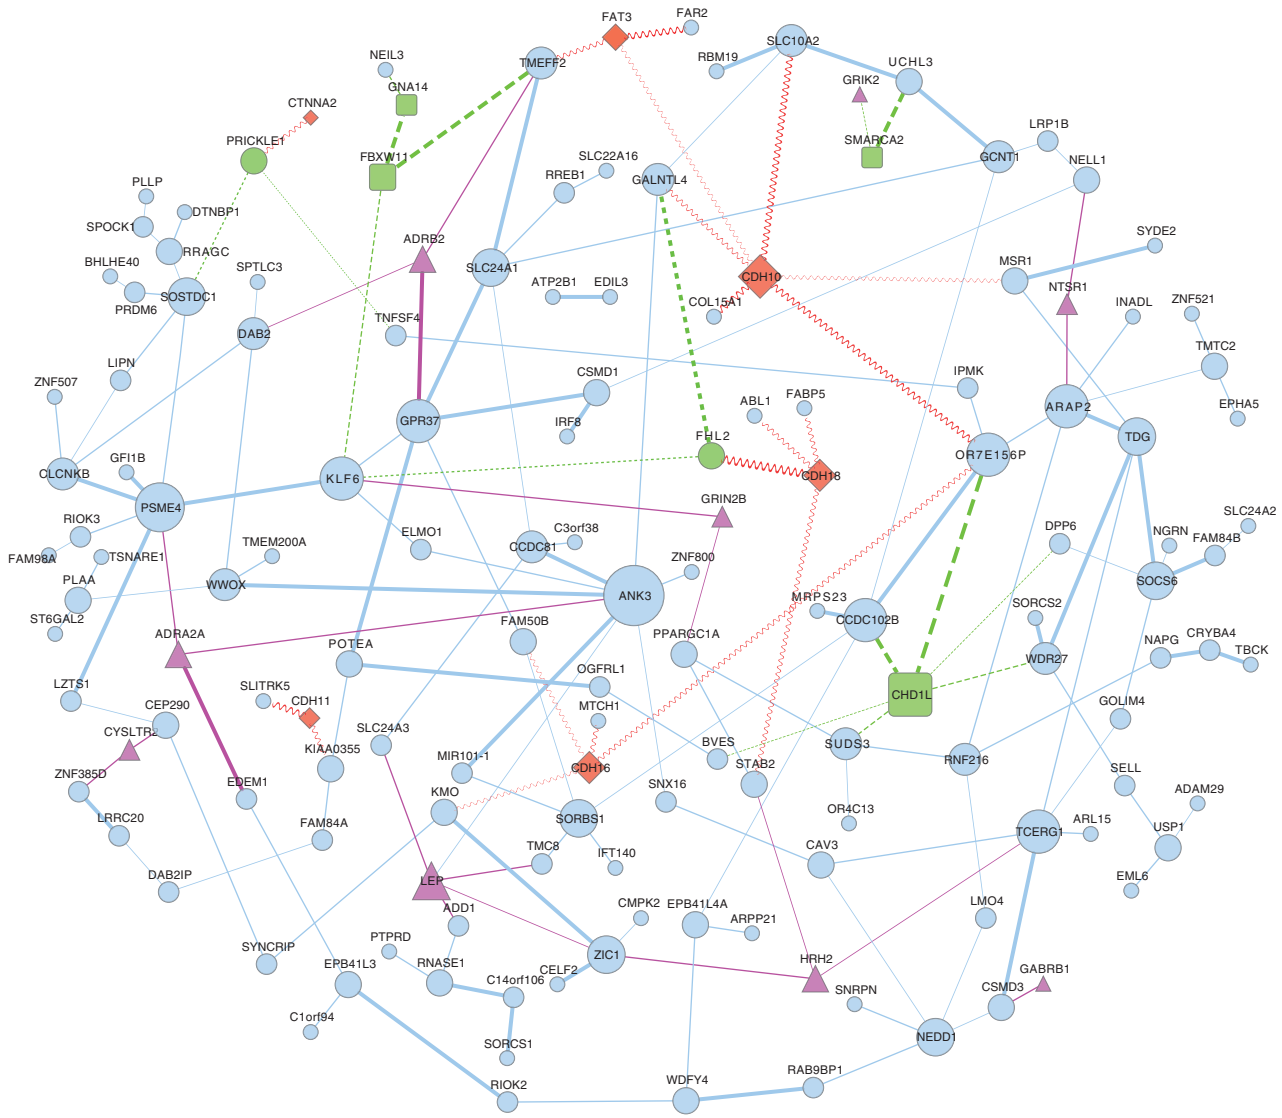 FAT3
FAR2
SLC10A2
NEIL3
TMEFF2
RBM19
UCHL3
GNA14
GRIK2
CTNNA2
PRICKLE1
FBXW11
SMARCA2
LRP1B
GCNT1
NELL1
SLC22A16
RREB1
GALNTL4
PLLP
SPOCK1
DTNBP1
RRAGC
ADRB2
SYDE2
BHLHE40
SPTLC3
SLC24A1
MSR1
CDH10
PRDM6
SOSTDC1
ATP2B1
EDIL3
NTSR1
COL15A1
INADL
ZNF521
TNFSF4
DAB2
TMTC2
LIPN
CSMD1
IPMK
ZNF507
ABL1
FABP5
ARAP2
EPHA5
GPR37
IRF8
FHL2
TDG
OR7E156P
GFI1B
CLCNKB
KLF6
CDH18
PSME4
GRIN2B
SLC24A2
RIOK3
ELMO1
C3orf38
DPP6
NGRN
FAM84B
FAM98A
TSNARE1
TMEM200A
CCDC81
ZNF800
PLAA
WWOX
SOCS6
ANK3
MRPS23
SORCS2
ST6GAL2
CCDC102B
ADRA2A
POTEA
FAM50B
PPARGC1A
NAPG
CRYBA4
TBCK
WDR27
OGFRL1
LZTS1
SLITRK5
CDH11
CHD1L
CEP290
MTCH1
GOLIM4
CYSLTR2
SLC24A3
BVES
SUDS3
KIAA0355
MIR101-1
CDH16
STAB2
RNF216
ZNF385D
EDEM1
SNX16
SELL
ADAM29
KMO
OR4C13
LRRC20
FAM84A
SORBS1
TCERG1
ARL15
USP1
TMC8
IFT140
CAV3
DAB2IP
LEP
EML6
ADD1
CMPK2
EPB41L4A
ARPP21
LMO4
SYNCRIP
PTPRD
ZIC1
EPB41L3
RNASE1
C14orf106
CELF2
HRH2
GABRB1
SNRPN
CSMD3
C1orf94
SORCS1
NEDD1
RIOK2
WDFY4
RAB9BP1